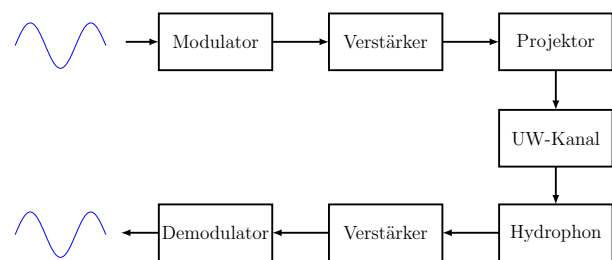 Modulator
Verstärker
Projektor
UW-Kanal
Demodulator
Verstärker
Hydrophon